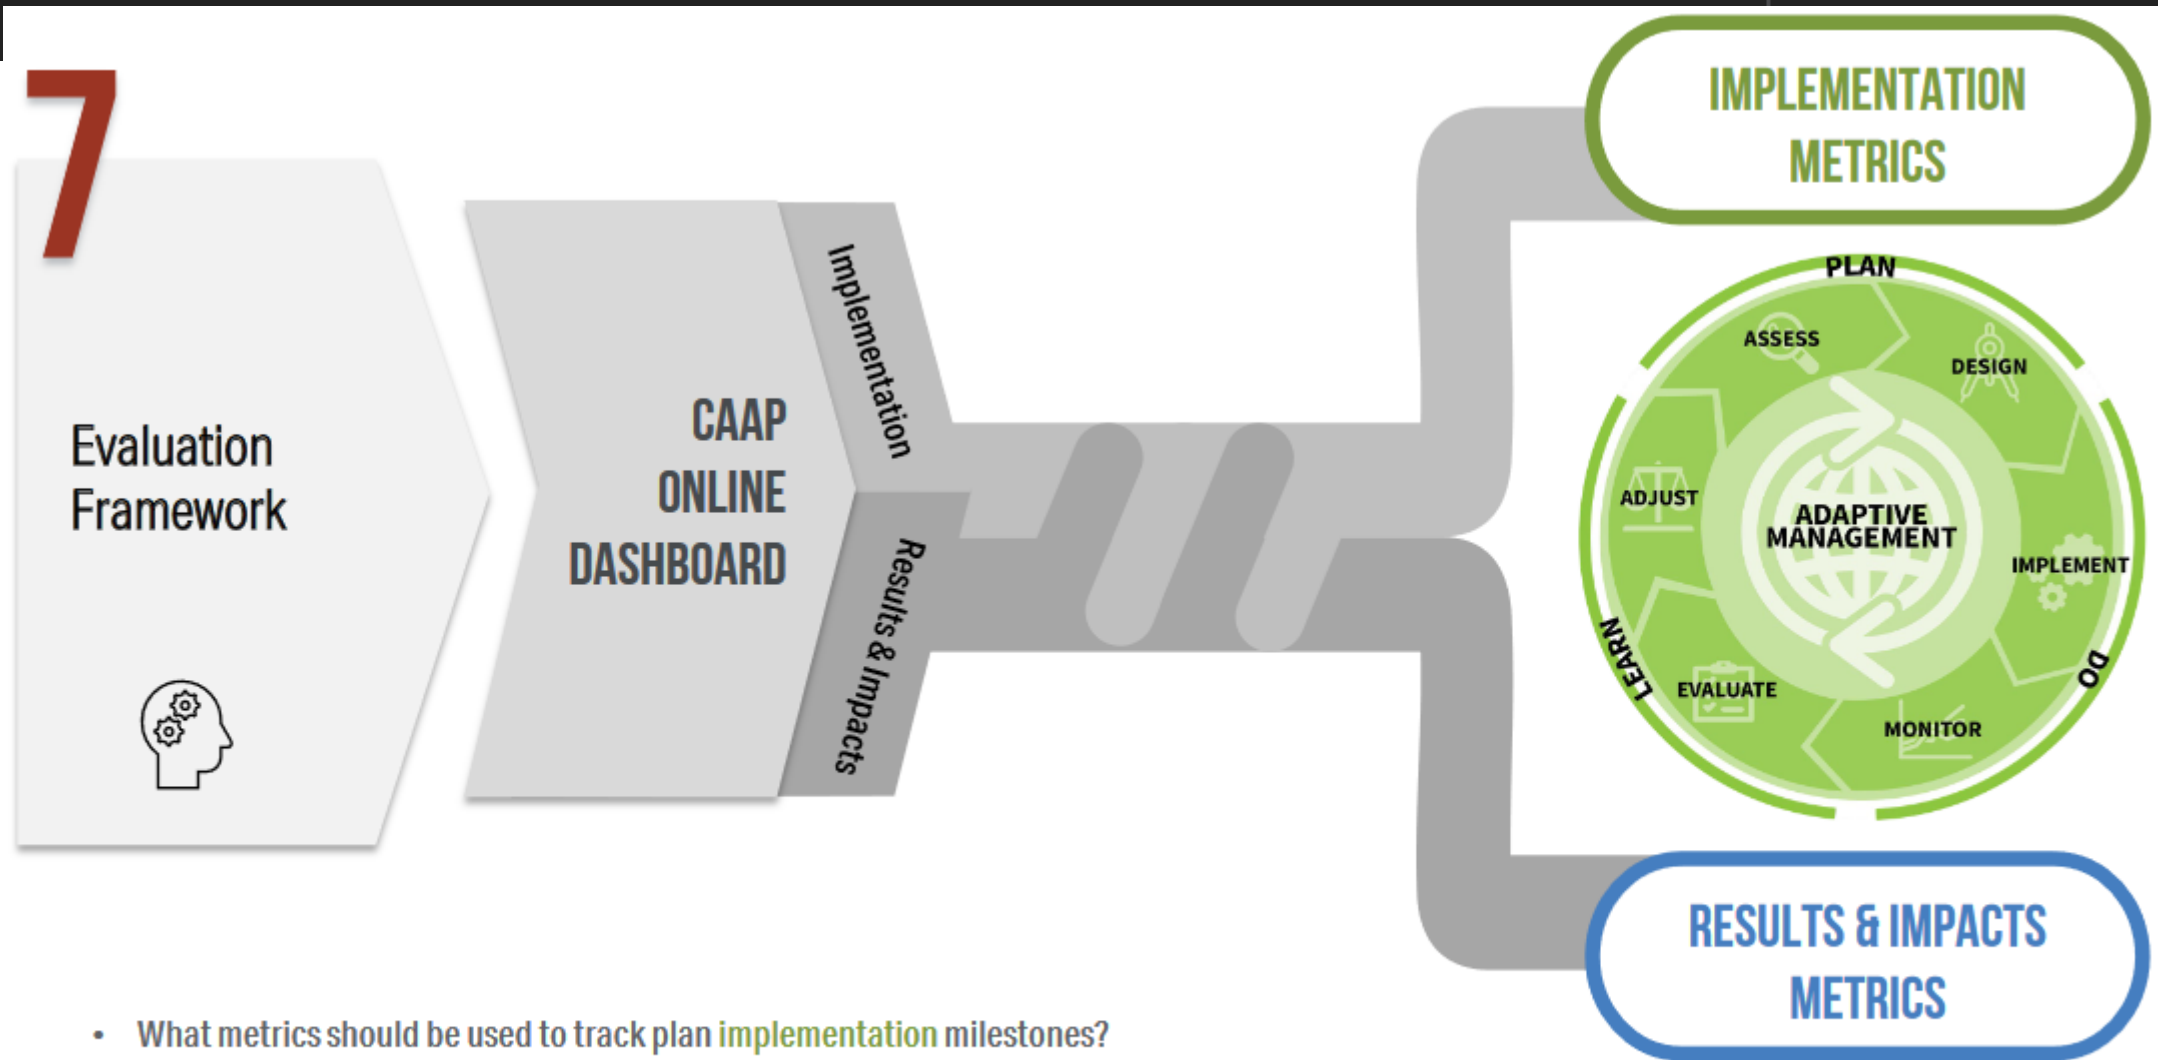 7
Evaluation
Framework
CAAP
ONLINE
DASHBOARD
Implementation
Results & Impacts
IMPLEMENTATION
METRICS
PLAN
ASSESS
DESIGN
ADJUST
ADAPTIVE
MANAGEMENT
IMPLEMENT
LEARN
DO
EVALUATE
MONITOR
RESULTS & IMPACTS
METRICS
• What metrics should be used to track plan implementation milestones?